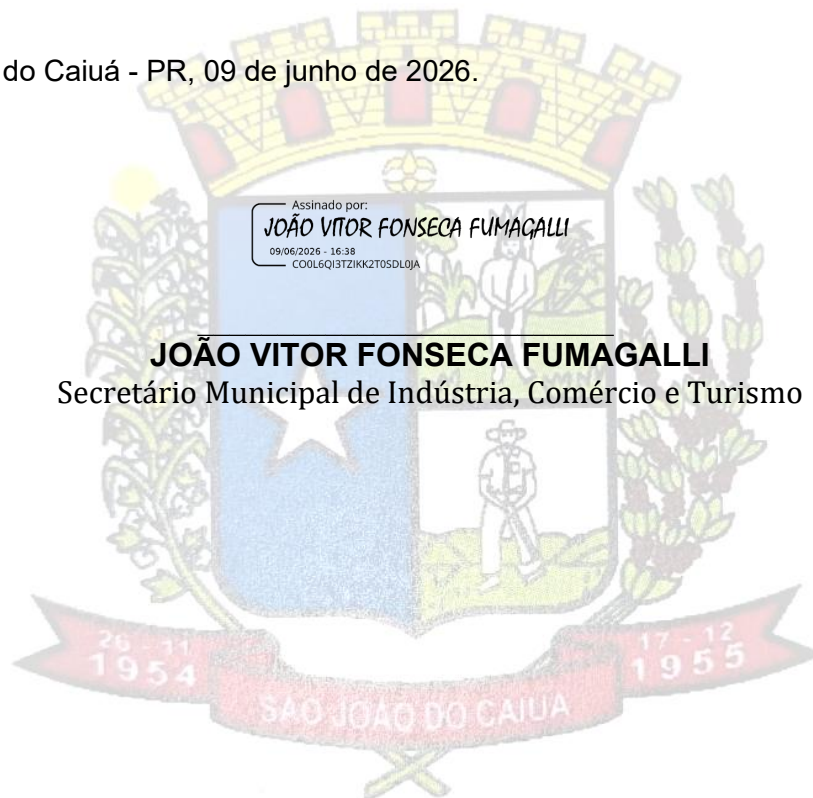 do Caiuá - PR, 09 de junho de 2026.
Assinado por:
JOÃO VITOR FONSECA FUMAGALLI
09/06/2026 - 16:38
CO0L6QI3TZIKK2T0SDL0JA
JOÃO VITOR FONSECA FUMAGALLI
Secretário Municipal de Indústria, Comércio e Turismo
26 - 11
1954
17 - 12
1955
SÃO JOÃO DO CAIUA